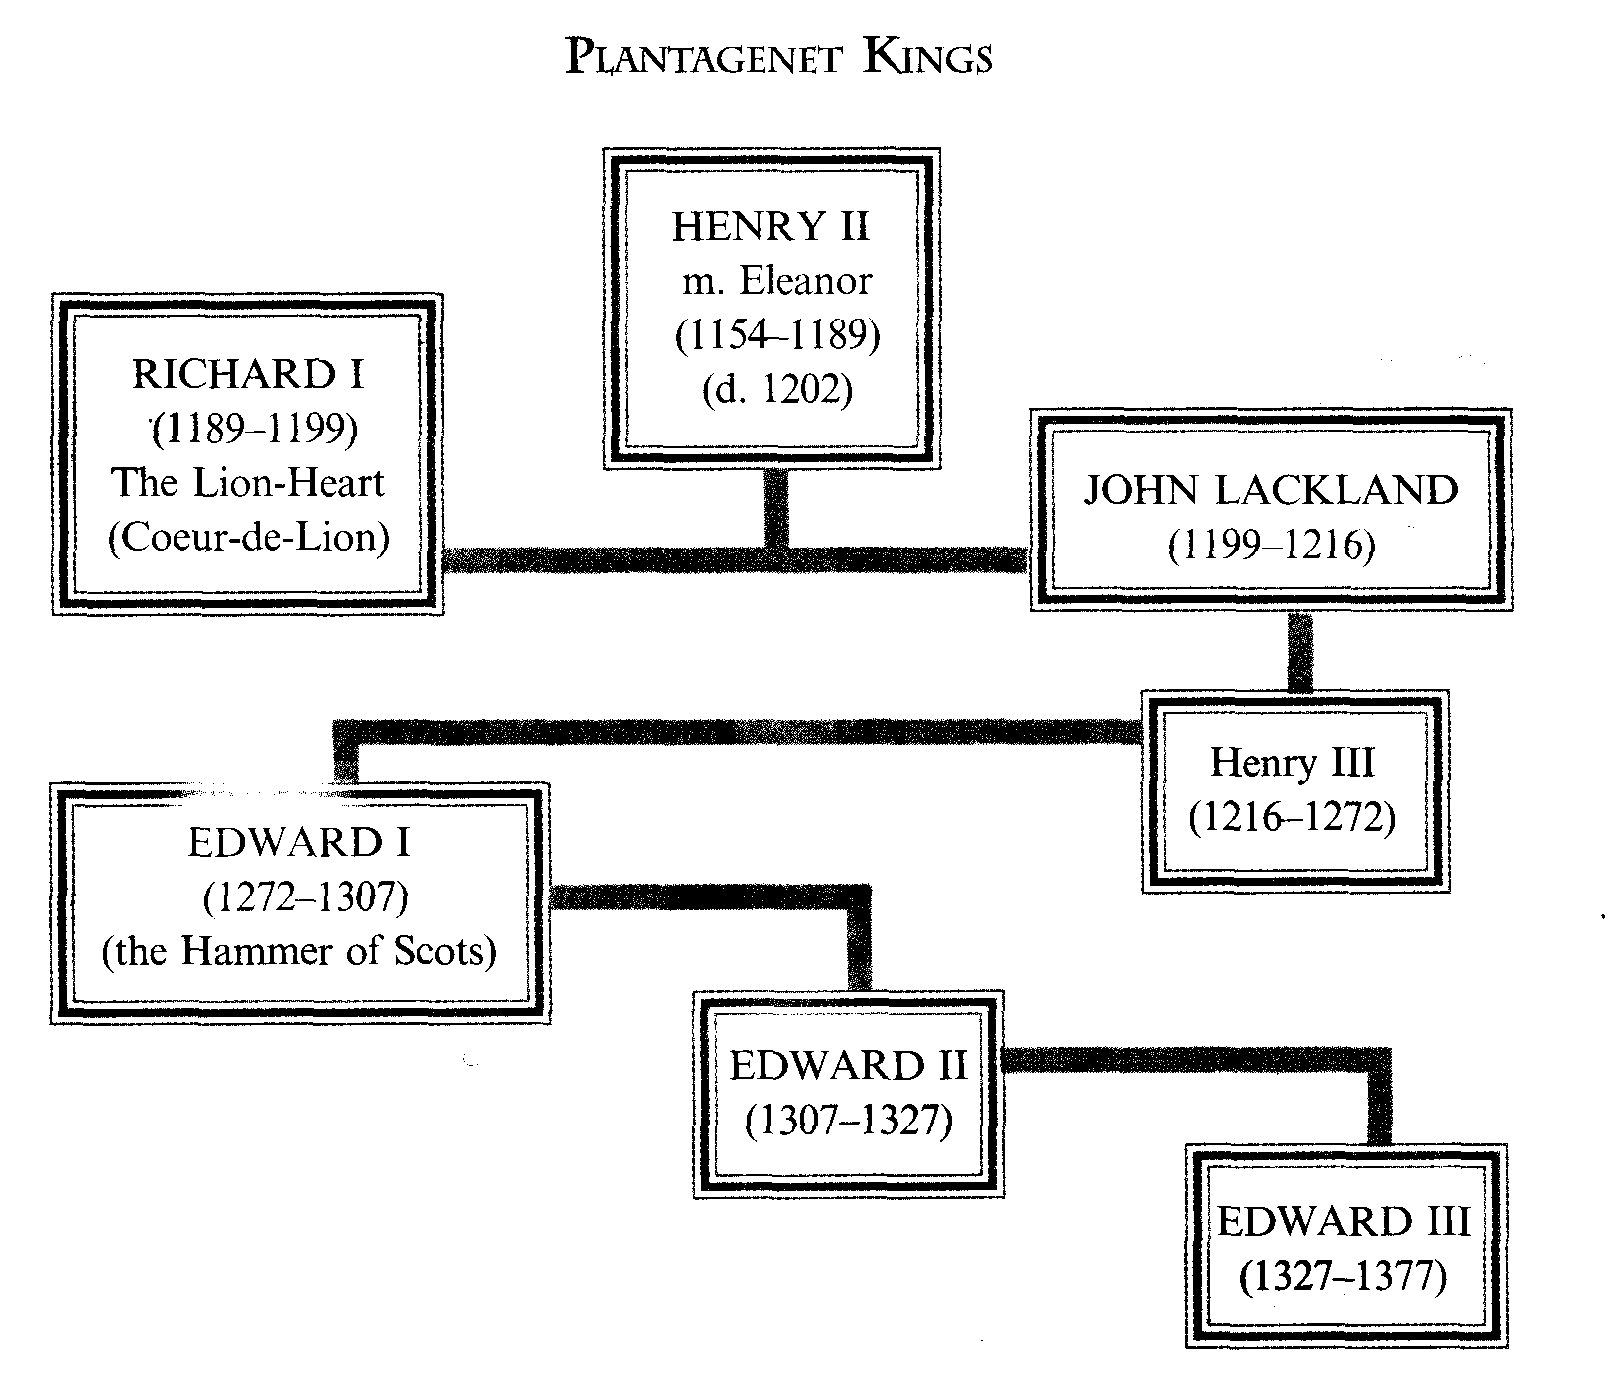 PLANTAGENET KINGS
HENRY II
m. Eleanor
(1154–1189)
(d. 1202)
RICHARD I
(1189–1199)
The Lion-Heart
(Coeur-de-Lion)
JOHN LACKLAND
(1199–1216)
Henry III
(1216–1272)
EDWARD I
(1272–1307)
(the Hammer of Scots)
EDWARD II
(1307–1327)
EDWARD III
(1327–1377)